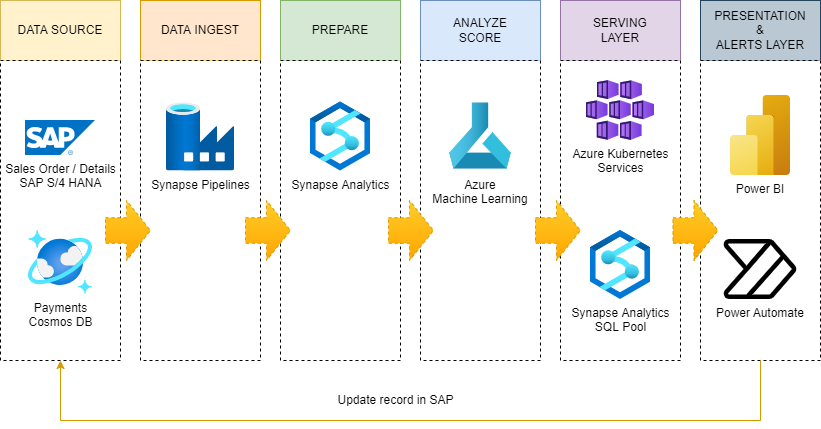 DATA SOURCE
DATA INGEST
PREPARE
ANALYZE
SCORE
SERVING
LAYER
PRESENTATION
&
ALERTS LAYER
SAP
Sales Order / Details
SAP S/4 HANA
Payments
Cosmos DB
Synapse Pipelines
Synapse Analytics
Azure
Machine Learning
Azure Kubernetes
Services
Synapse Analytics
SQL Pool
Power BI
Power Automate
Update record in SAP